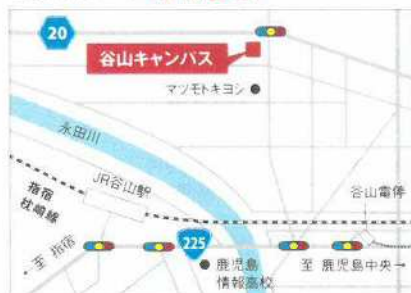 20
谷山キャンパス
マツモトキヨシ
永田川
JR谷山駅
指宿
枕崎線
谷山電停
225
← 至 指宿
鹿児島
情報高校
至 鹿児島中央→